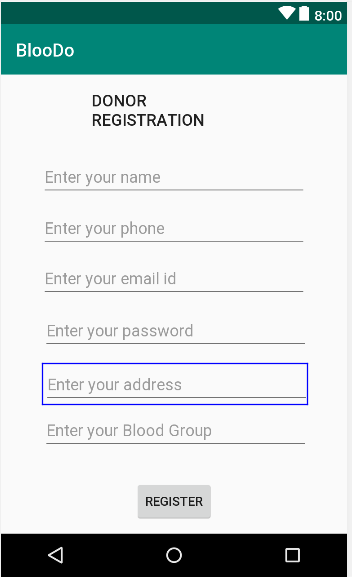 8:00
BlooDo
DONOR
REGISTRATION
Enter your name
Enter your phone
Enter your email id
Enter your password
Enter your address
Enter your Blood Group
REGISTER